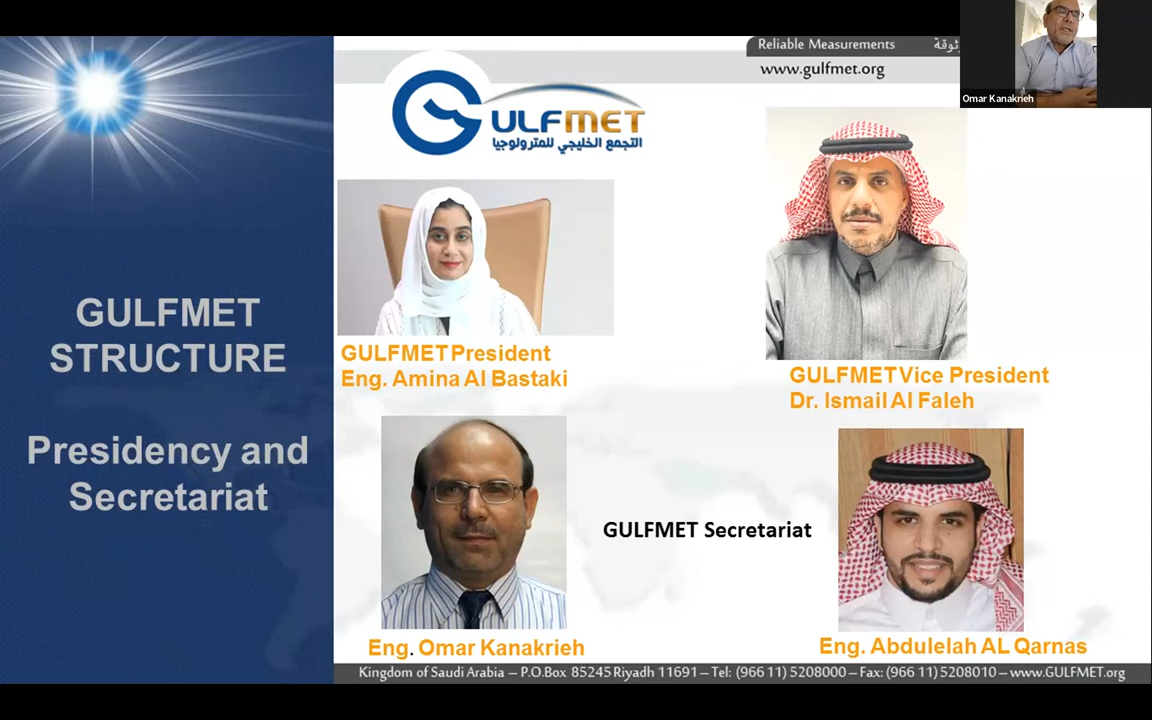 Reliable Measurements
www.gulfmet.org
Omar Kanakrieh
GULFMET
التجمع الخليجي للمترولوجيا
GULFMET
STRUCTURE
Presidency and
Secretariat
GULFMET President
Eng. Amina Al Bastaki
GULFMET Vice President
Dr. Ismail Al Faleh
GULFMET Secretariat
Eng. Omar Kanakrieh
Eng. Abdulelah AL Qarnas
Kingdom of Saudi Arabia – P.O.Box 85245 Riyadh 11691 – Tel: (966 11) 5208000 – Fax: (966 11) 5208010 – www.GULFMET.org